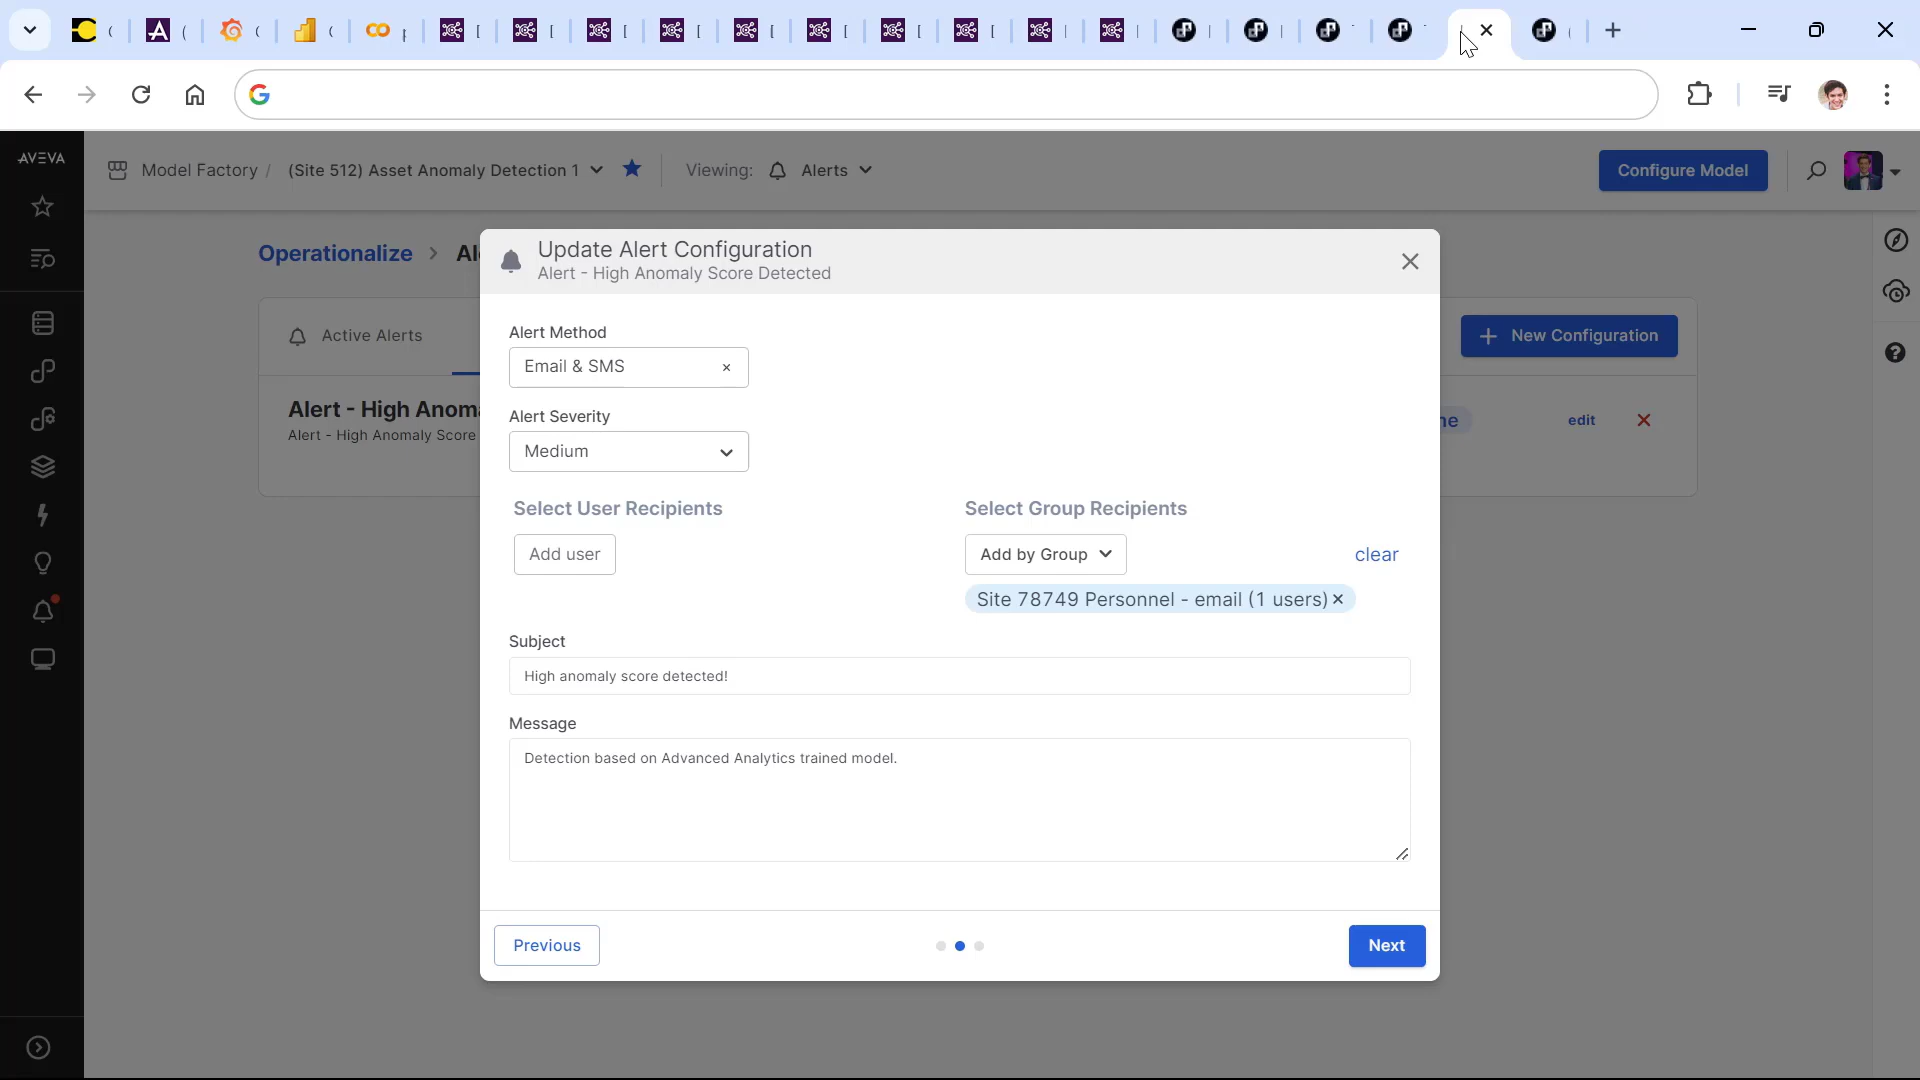 AVEVA
Model Factory / (Site 512) Asset Anomaly Detection 1
Viewing: Alerts
Configure Model
Operationalize > Al
Update Alert Configuration
Alert - High Anomaly Score Detected
Active Alerts
New Configuration
Alert - High Anoma
Alert - High Anomaly Score
ne
edit
Alert Method
Email & SMS
Alert Severity
Medium
Select User Recipients
Select Group Recipients
Add user
Add by Group
clear
Site 78749 Personnel - email (1 users)
Subject
High anomaly score detected!
Message
Detection based on Advanced Analytics trained model.
Previous
Next